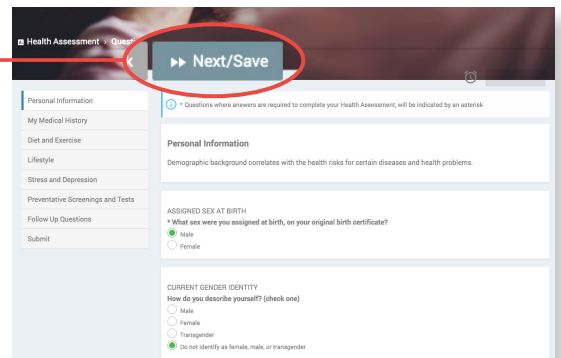 Health Assessment > Questi
Next/Save
Personal Information
My Medical History
Diet and Exercise
Lifestyle
Stress and Depression
Preventative Screenings and Tests
Follow Up Questions
Submit
* Questions where answers are required to complete your Health Assessment, will be indicated by an asterisk
Personal Information
Demographic background correlates with the health risks for certain diseases and health problems.
ASSIGNED SEX AT BIRTH
* What sex were you assigned at birth, on your original birth certificate?
Male
Female
CURRENT GENDER IDENTITY
How do you describe yourself? (check one)
Male
Female
Transgender
Do not identify as female, male, or transgender